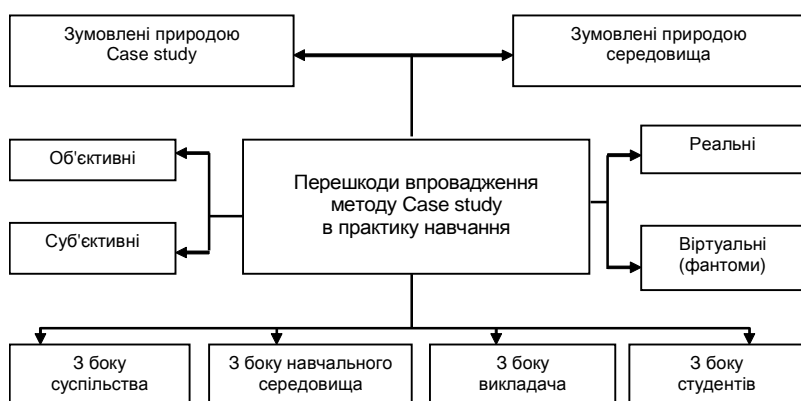 Зумовлені природою
Case study
Зумовлені природою
середовища
Об'єктивні
Суб'єктивні
Перешкоди впровадження
методу Case study
в практику навчання
Реальні
Віртуальні
(фантоми)
З боку
суспільства
З боку навчального
середовища
З боку
викладача
З боку
студентів